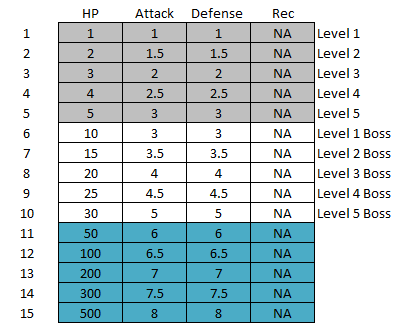 HP Attack Defense Rec
1 1 1 1 NA Level 1
2 2 1.5 1.5 NA Level 2
3 3 2 2 NA Level 3
4 4 2.5 2.5 NA Level 4
5 5 3 3 NA Level 5
6 10 3 3 NA Level 1 Boss
7 15 3.5 3.5 NA Level 2 Boss
8 20 4 4 NA Level 3 Boss
9 25 4.5 4.5 NA Level 4 Boss
10 30 5 5 NA Level 5 Boss
11 50 6 6 NA
12 100 6.5 6.5 NA
13 200 7 7 NA
14 300 7.5 7.5 NA
15 500 8 8 NA